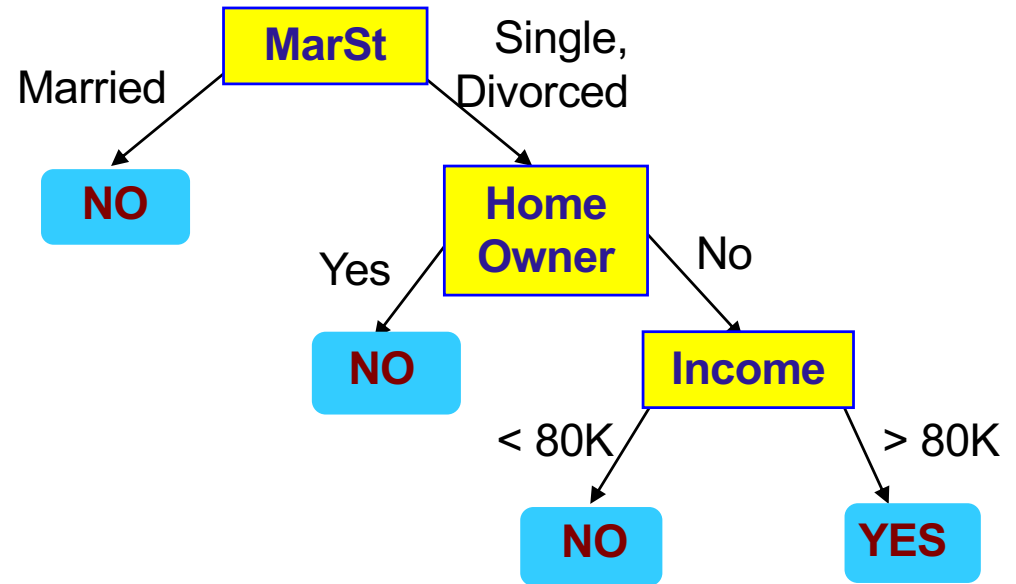 MarSt
Single,
Divorced
Married
NO
Home
Owner
Yes
No
NO
Income
< 80K
> 80K
NO
YES